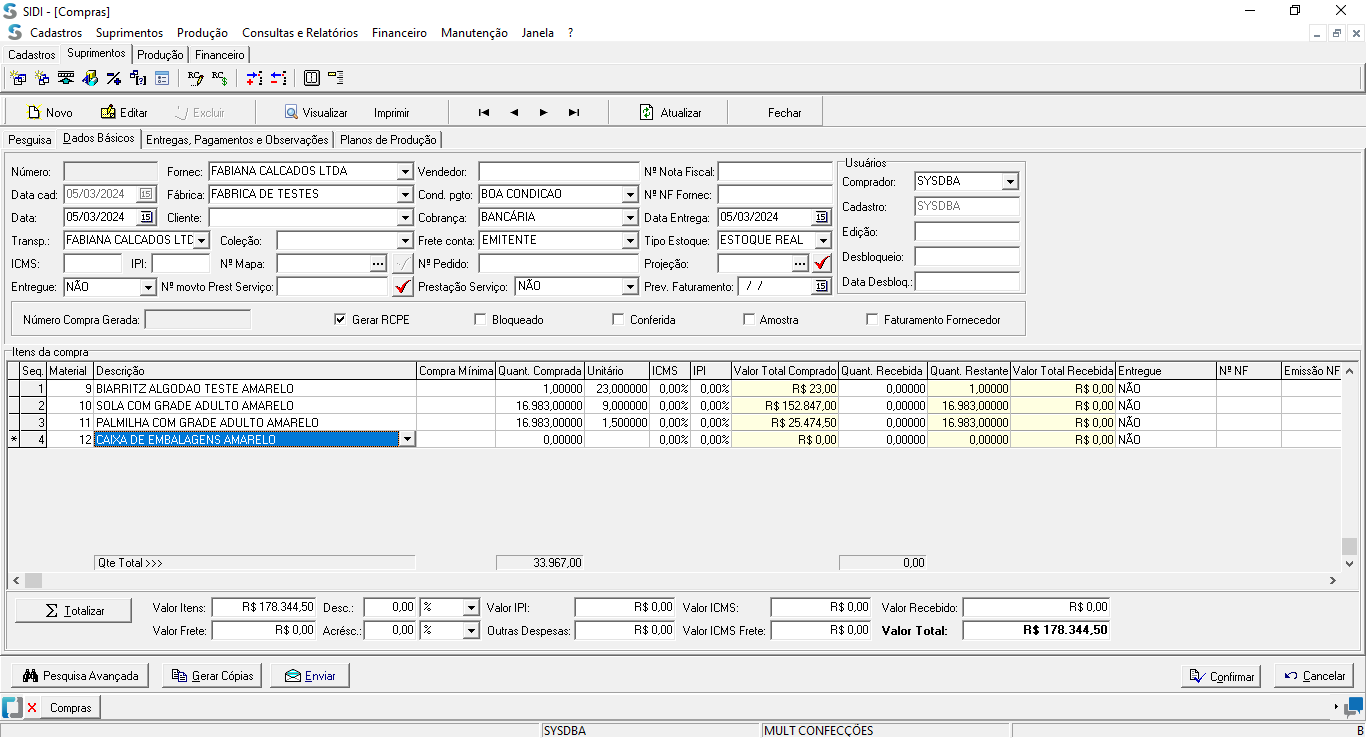 SIDI - [Compras]
Cadastros Suprimentos Produção Consultas e Relatórios Financeiro Manutenção Janela ?
Cadastros Suprimentos Produção Financeiro
Novo Editar Excluir Visualizar Imprimir Atualizar Fechar
Pesquisa Dados Básicos Entregas, Pagamentos e Observações Planos de Produção
Número: Fornec: FABIANA CALCADOS LTDA Vendedor: Nº Nota Fiscal: Usuários
Comprador: SYSDBA
Data cad: 05/03/2024 15 Fábrica: FABRICA DE TESTES Cond. pgto: BOA CONDICAO Nº NF Fornec:
Cadastro: SYSDBA
Data: 05/03/2024 15 Cliente: Cobrança: BANCÁRIA Data Entrega: 05/03/2024 15
Edição:
Transp.: FABIANA CALCADOS LTC Coleção: Frete conta: EMITENTE Tipo Estoque: ESTOQUE REAL
Desbloqueio:
ICMS: IPI: Nº Mapa: ... Nº Pedido: Projeção: ...
Data Desbloq.:
Entregue: NÃO Nº movto Prest Serviço: Prestação Serviço: NÃO Prev. Faturamento: / / 15
Número Compra Gerada: Gerar RCPE Bloqueado Conferida Amostra Faturamento Fornecedor
Itens da compra
Seq. Material Descrição Compra Mínima Quant. Comprada Unitário ICMS IPI Valor Total Comprado Quant. Recebida Quant. Restante Valor Total Recebida Entregue Nº NF Emissão NF
1 9 BIARRITZ ALGODAO TESTE AMARELO 1,00000 23,000000 0,00% 0,00% R$ 23,00 0,00000 1,00000 R$ 0,00 NÃO
2 10 SOLA COM GRADE ADULTO AMARELO 16.983,00000 9,000000 0,00% 0,00% R$ 152.847,00 0,00000 16.983,00000 R$ 0,00 NÃO
3 11 PALMILHA COM GRADE ADULTO AMARELO 16.983,00000 1,500000 0,00% 0,00% R$ 25.474,50 0,00000 16.983,00000 R$ 0,00 NÃO
* 4 12 CAIXA DE EMBALAGENS AMARELO 0,00000 0,00% 0,00% R$ 0,00 0,00000 0,00000 R$ 0,00 NÃO
Qte Total >>> 33.967,00 0,00
Σ Totalizar Valor Itens: R$ 178.344,50 Desc.: 0,00 % Valor IPI: R$ 0,00 Valor ICMS: R$ 0,00 Valor Recebido: R$ 0,00
Valor Frete: R$ 0,00 Acrésc.: 0,00 % Outras Despesas: R$ 0,00 Valor ICMS Frete: R$ 0,00 Valor Total: R$ 178.344,50
Pesquisa Avançada Gerar Cópias Enviar Confirmar Cancelar
Compras
SYSDBA MULT CONFECÇÕES B